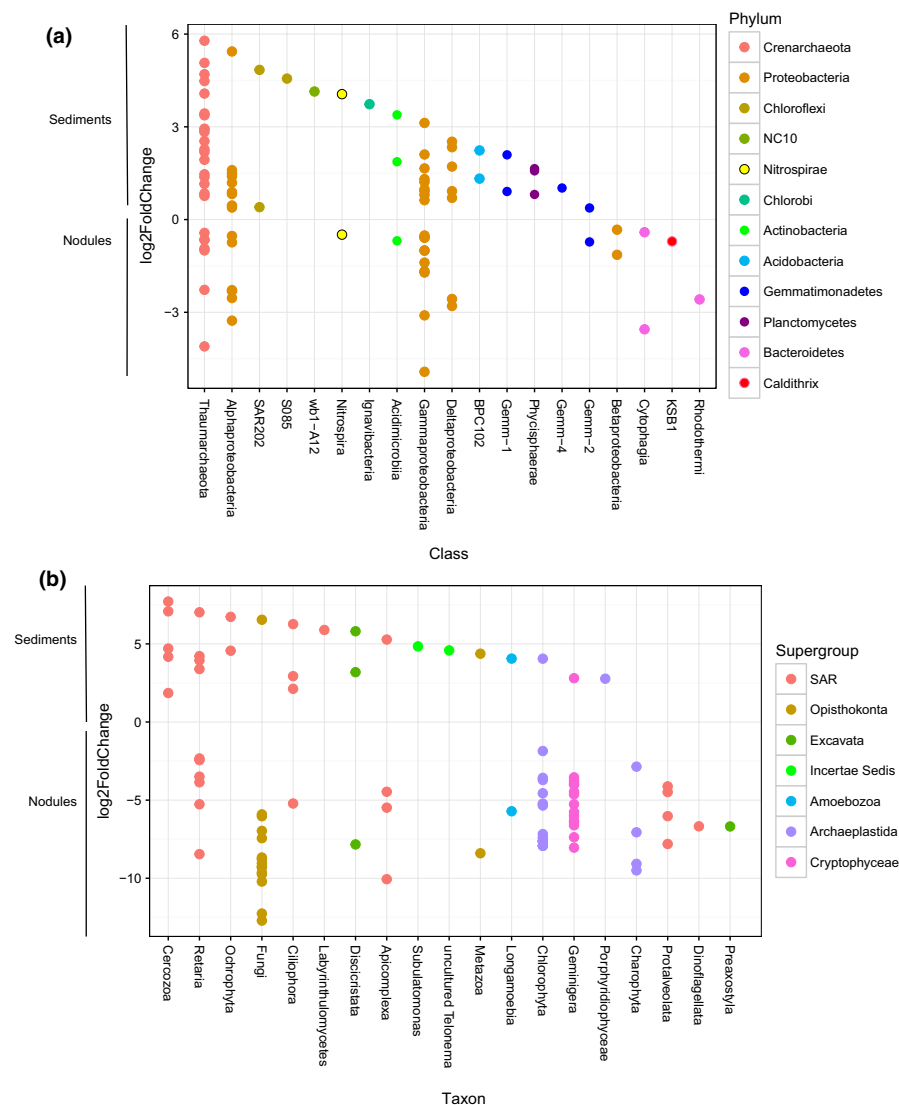 (a)
Sediments
Nodules
log2FoldChange
6
3
0
−3
Thaumarchaeota
Alphaproteobacteria
SAR202
S085
wb1−A12
Nitrospira
Ignavibacteria
Acidimicrobiia
Gammaproteobacteria
Deltaproteobacteria
BPC102
Gemm−1
Phycisphaerae
Gemm−4
Gemm−2
Betaproteobacteria
Cytophagia
KSB1
Rhodothermi
Class
Phylum
Crenarchaeota
Proteobacteria
Chloroflexi
NC10
Nitrospirae
Chlorobi
Actinobacteria
Acidobacteria
Gemmatimonadetes
Planctomycetes
Bacteroidetes
Caldithrix
(b)
Sediments
Nodules
log2FoldChange
5
0
−5
−10
Cercozoa
Retaria
Ochrophyta
Fungi
Ciliophora
Labyrinthulomycetes
Discicristata
Apicomplexa
Subulatomonas
uncultured Telonema
Metazoa
Longamoebia
Chlorophyta
Geminigera
Porphyridiophyceae
Charophyta
Protalveolata
Dinoflagellata
Preaxostyla
Taxon
Supergroup
SAR
Opisthokonta
Excavata
Incertae Sedis
Amoebozoa
Archaeplastida
Cryptophyceae